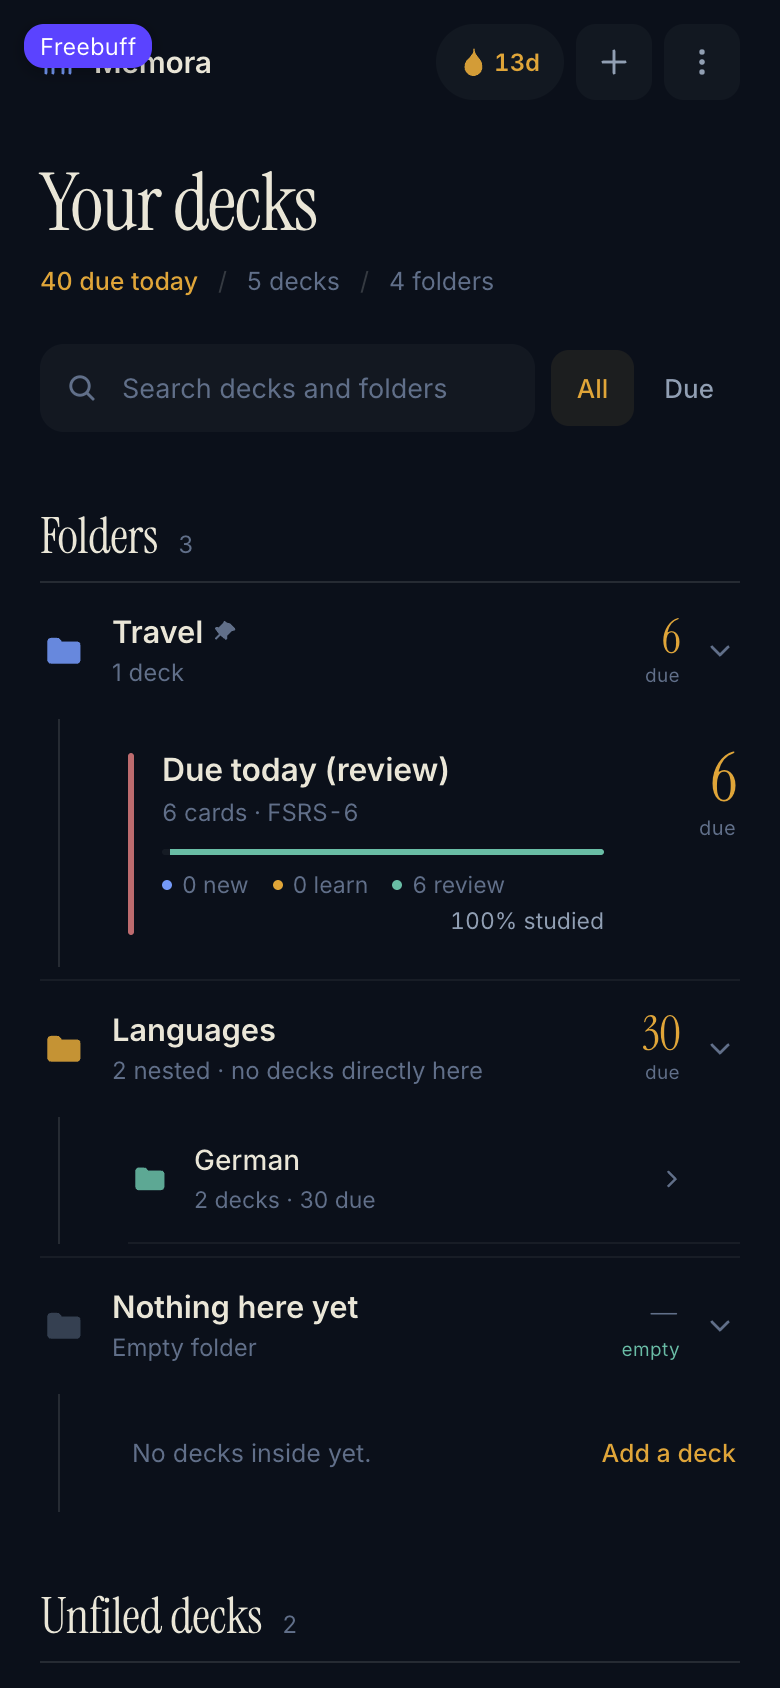 Freebuff
Memora
13d
Your decks
40 due today / 5 decks / 4 folders
Search decks and folders
All
Due
Folders 3
Travel
1 deck
6
due
Due today (review)
6 cards · FSRS-6
0 new
0 learn
6 review
100% studied
6
due
Languages
2 nested · no decks directly here
30
due
German
2 decks · 30 due
Nothing here yet
Empty folder
—
empty
No decks inside yet.
Add a deck
Unfiled decks 2